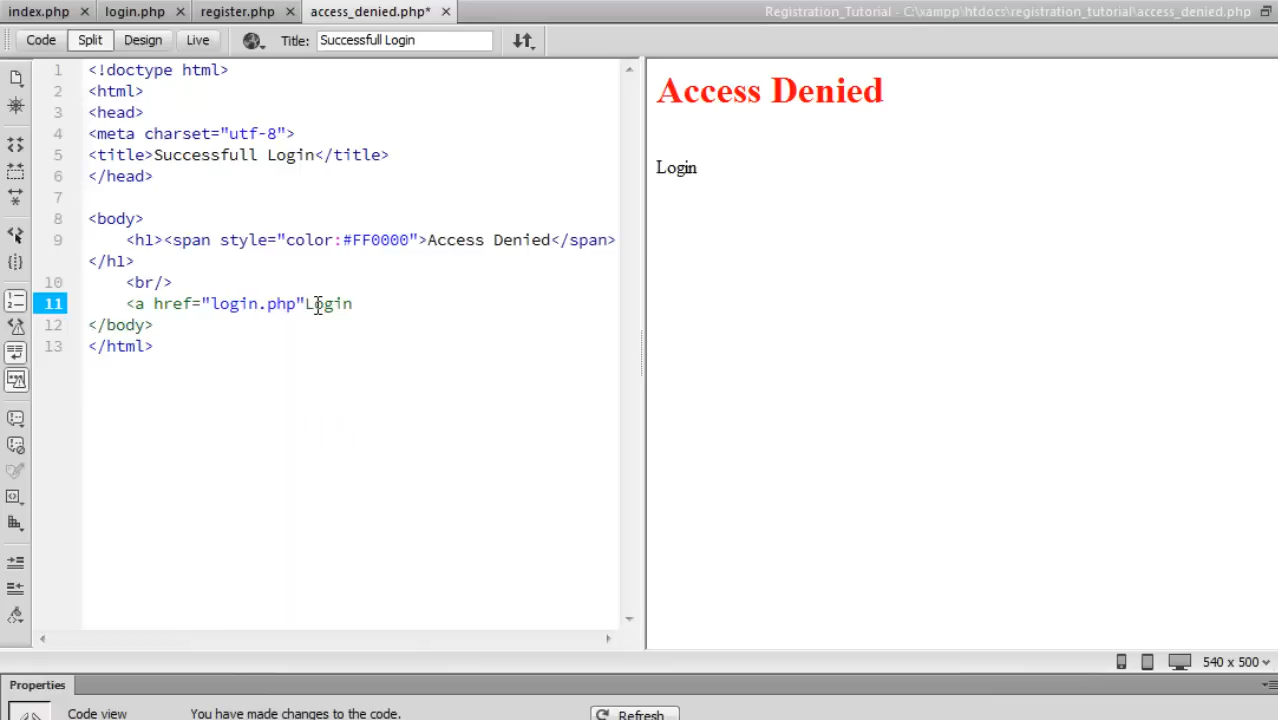 index.php × login.php × register.php × access_denied.php* × Registration_Tutorial - C:\xampp\htdocs\registration_tutorial\access_denied.php
Code Split Design Live Title: Successfull Login
1 <!doctype html>
2 <html>
3 <head>
4 <meta charset="utf-8">
5 <title>Successfull Login</title>
6 </head>
7
8 <body>
9 <h1><span style="color:#FF0000">Access Denied</span>
</h1>
10 <br/>
11 <a href="login.php"Login
12 </body>
13 </html>
Access Denied
Login
540 x 500
Properties
Code view You have made changes to the code. Refresh